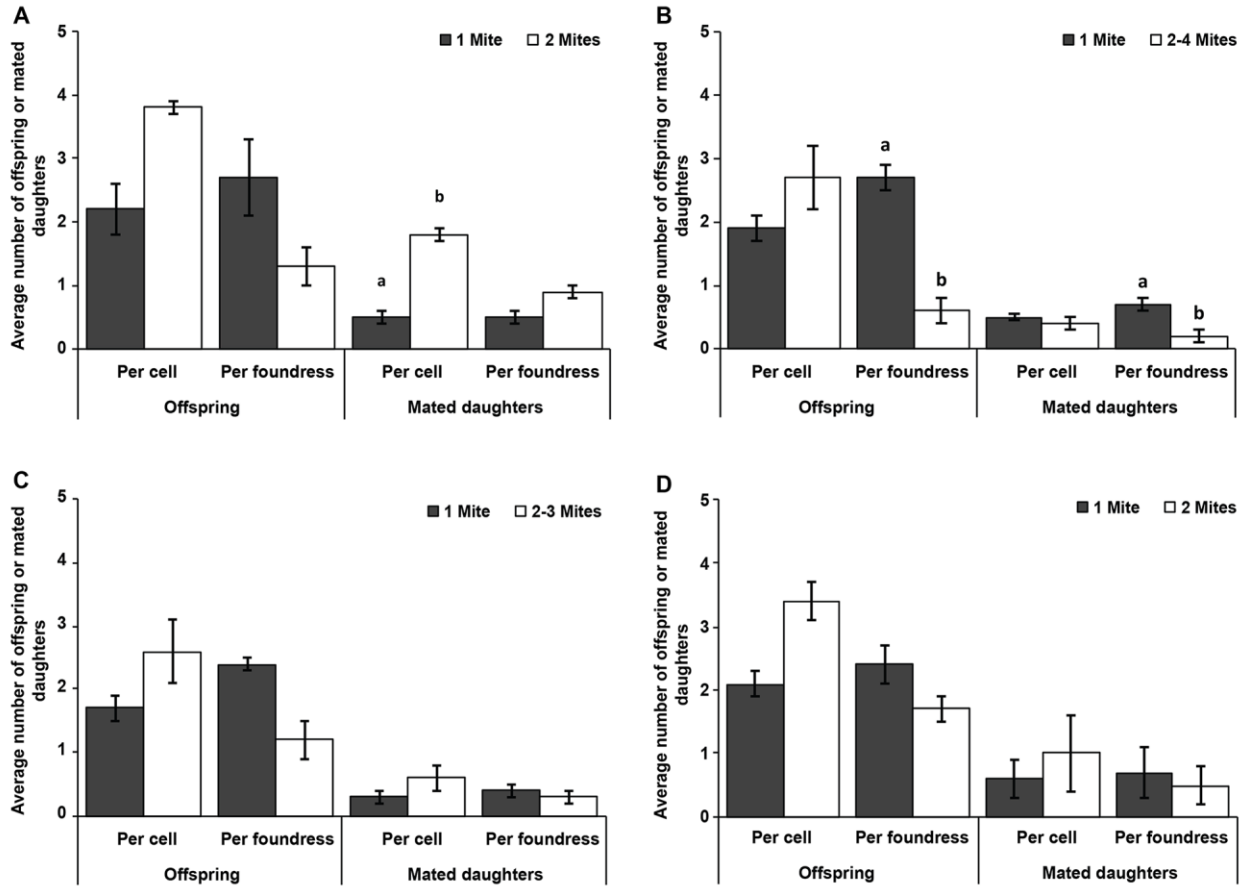 A
Average number of offspring or mated
daughters
5
4
3
2
1
0
1 Mite 2 Mites
a
b
Per cell Per foundress Per cell Per foundress
Offspring Mated daughters
B
Average number of offspring or mated
daughters
5
4
3
2
1
0
1 Mite 2-4 Mites
a
b
a
b
Per cell Per foundress Per cell Per foundress
Offspring Mated daughters
C
Average number of offspring or mated
daughters
5
4
3
2
1
0
1 Mite 2-3 Mites
Per cell Per foundress Per cell Per foundress
Offspring Mated daughters
D
Average number of offspring or mated
daughters
5
4
3
2
1
0
1 Mite 2 Mites
Per cell Per foundress Per cell Per foundress
Offspring Mated daughters